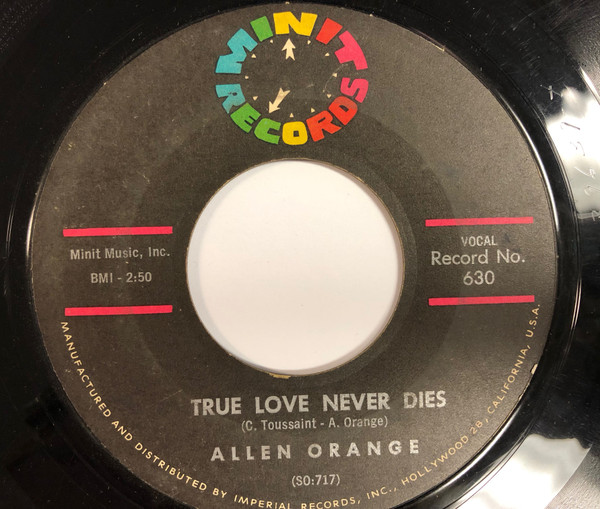 MINIT
RECORDS
Minit Music, Inc.
BMI - 2:50
VOCAL
Record No.
630
TRUE LOVE NEVER DIES
(C. Toussaint - A. Orange)
ALLEN ORANGE
(SO:717)
MANUFACTURED AND DISTRIBUTED BY IMPERIAL RECORDS, INC., HOLLYWOOD 28, CALIFORNIA, U.S.A.